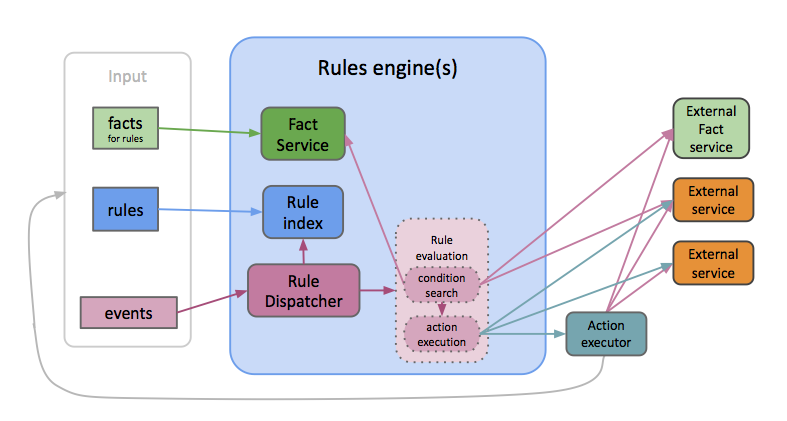 Input
facts
for rules
rules
events
Rules engine(s)
Fact
Service
Rule
index
Rule
Dispatcher
Rule
evaluation
condition
search
action
execution
External
Fact
service
External
service
External
service
Action
executor